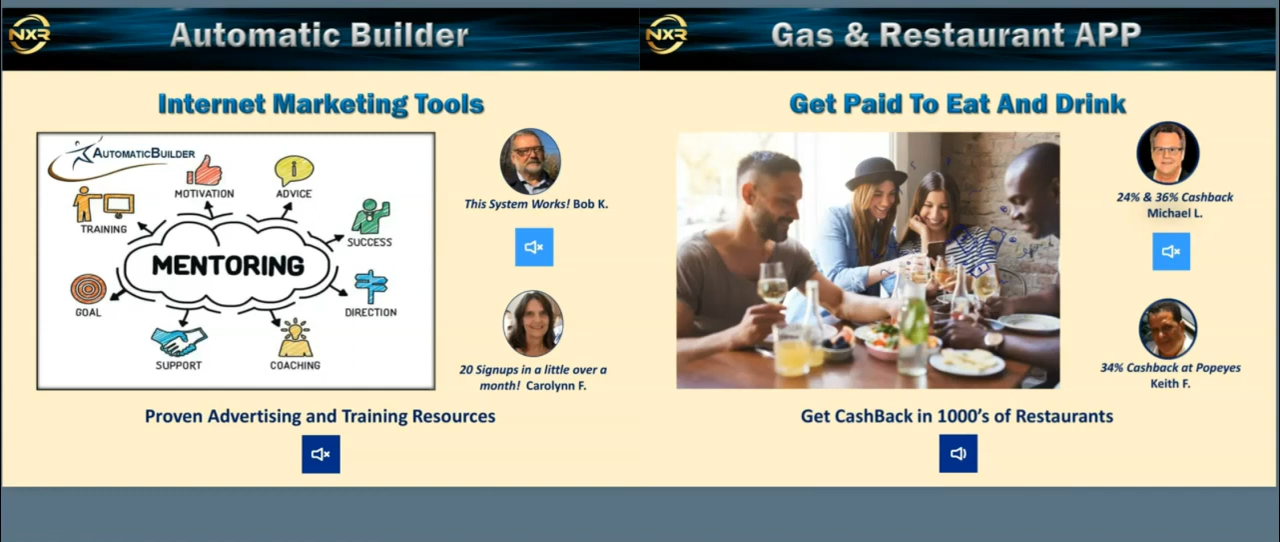 NXR
Automatic Builder
Internet Marketing Tools
AUTOMATICBUILDER
MOTIVATION
ADVICE
TRAINING
SUCCESS
MENTORING
GOAL
DIRECTION
SUPPORT
COACHING
This System Works! Bob K.
20 Signups in a little over a
month! Carolynn F.
Proven Advertising and Training Resources
NXR
Gas & Restaurant APP
Get Paid To Eat And Drink
24% & 36% Cashback
Michael L.
34% Cashback at Popeyes
Keith F.
Get CashBack in 1000’s of Restaurants